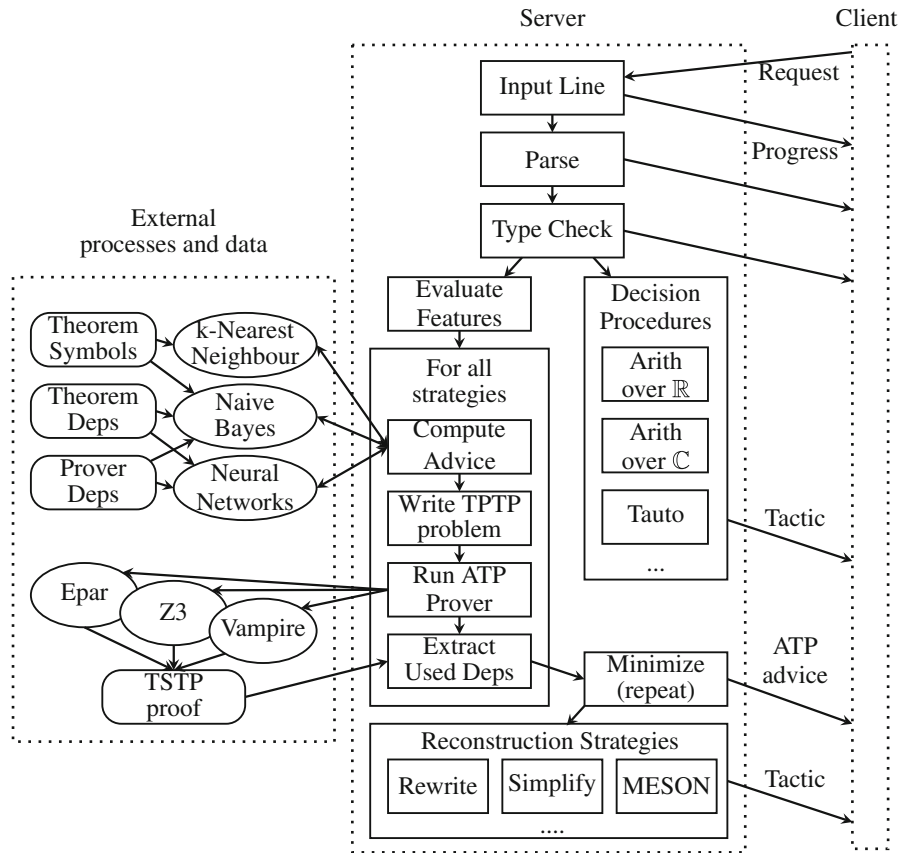 Server
Client
Input Line
Request
Parse
Progress
Type Check
External
processes and data
Evaluate
Features
Decision
Procedures
Theorem
Symbols
k-Nearest
Neighbour
For all
strategies
Arith
over ℝ
Theorem
Deps
Naive
Bayes
Compute
Advice
Arith
over ℂ
Prover
Deps
Neural
Networks
Write TPTP
problem
Tauto
...
Tactic
Epar
Z3
Vampire
Run ATP
Prover
TSTP
proof
Extract
Used Deps
Minimize
(repeat)
ATP
advice
Reconstruction Strategies
Rewrite
Simplify
MESON
....
Tactic